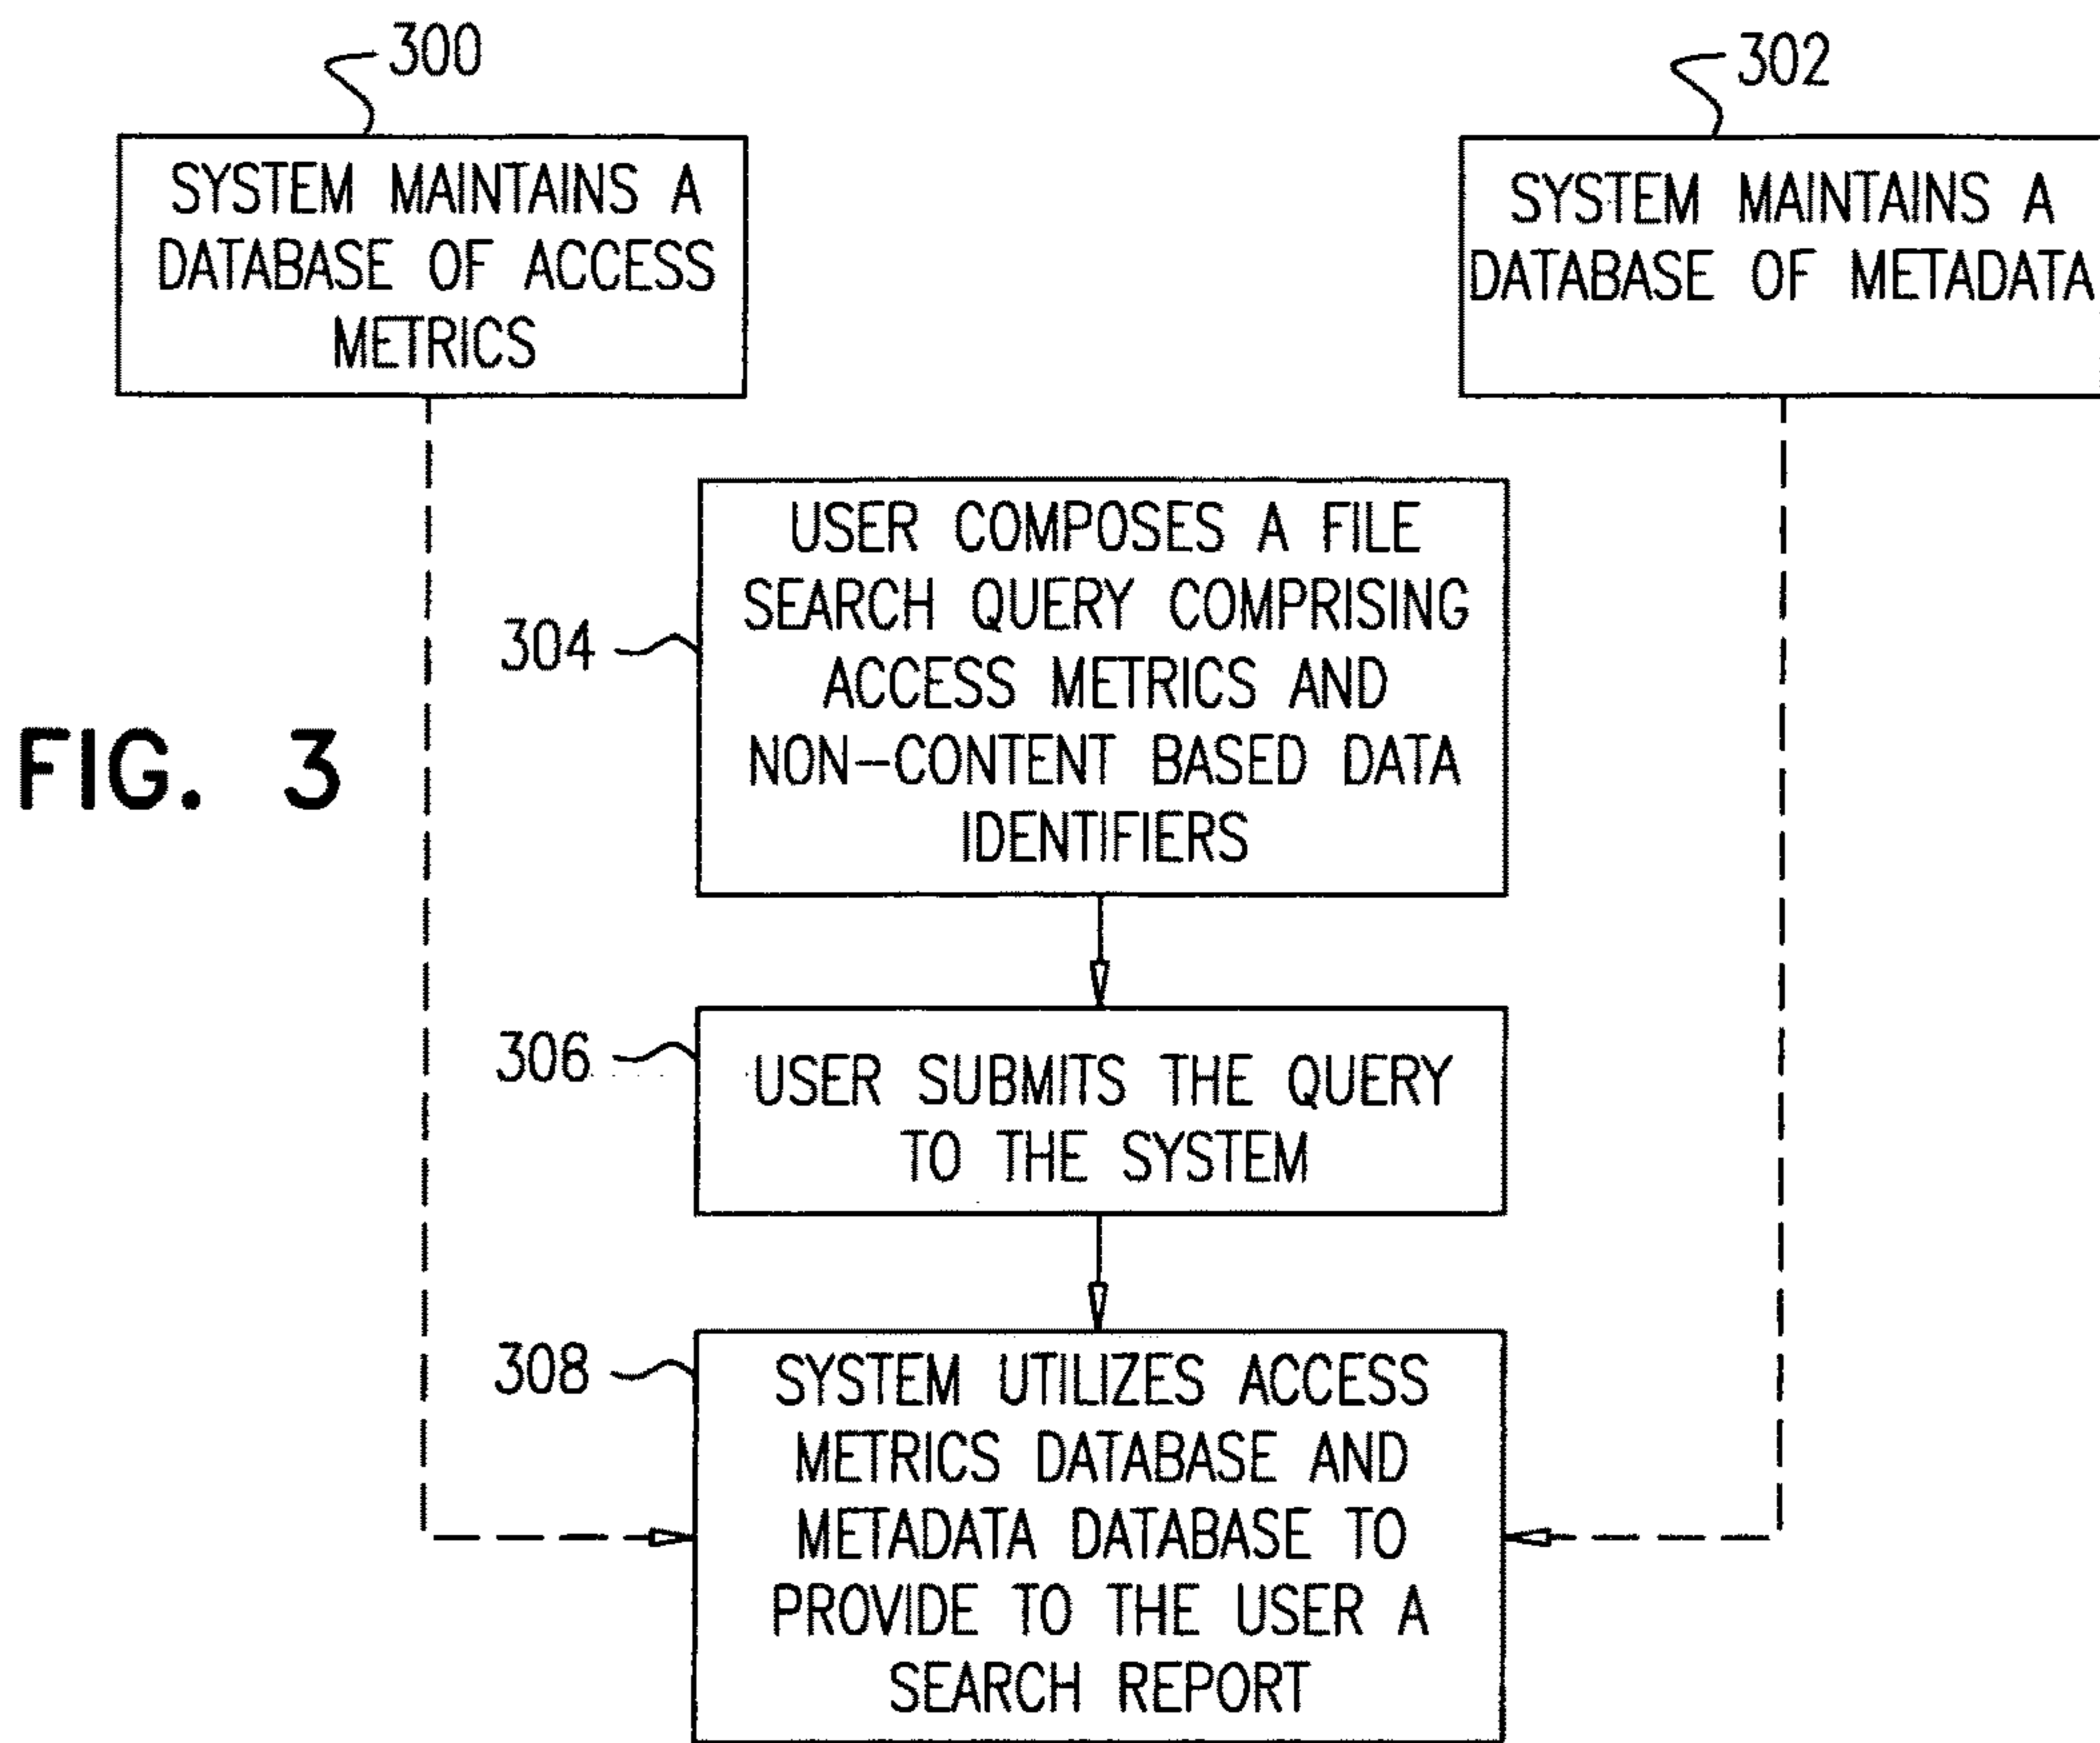 300
SYSTEM MAINTAINS A
DATABASE OF ACCESS
METRICS
302
SYSTEM MAINTAINS A
DATABASE OF METADATA
304
USER COMPOSES A FILE
SEARCH QUERY COMPRISING
ACCESS METRICS AND
NON-CONTENT BASED DATA
IDENTIFIERS
FIG. 3
306
USER SUBMITS THE QUERY
TO THE SYSTEM
308
SYSTEM UTILIZES ACCESS
METRICS DATABASE AND
METADATA DATABASE TO
PROVIDE TO THE USER A
SEARCH REPORT